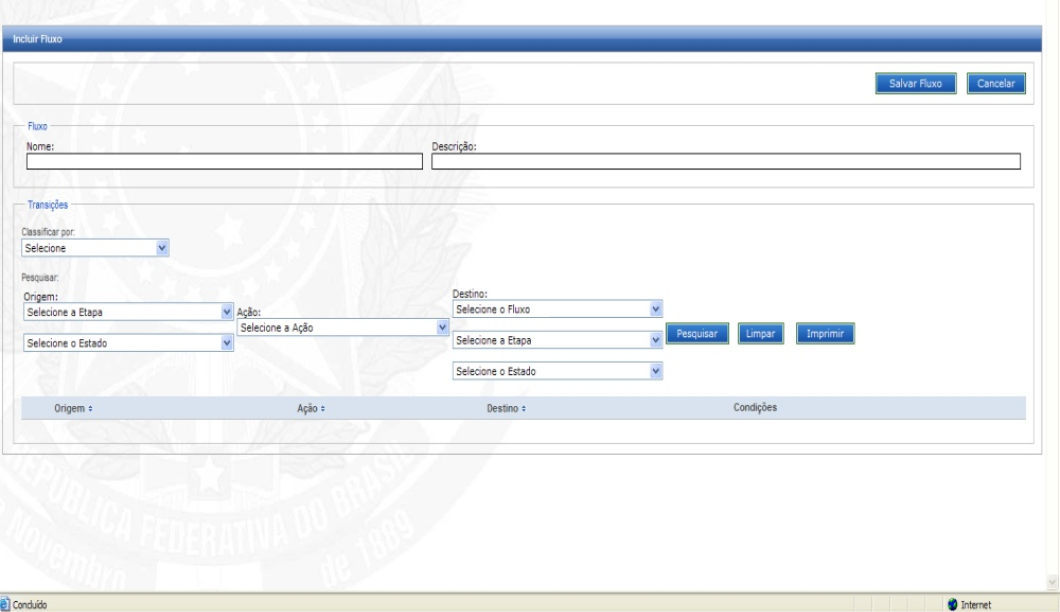 Incluir Fluxo
Salvar Fluxo Cancelar
Fluxo
Nome: Descrição:
Transições
Classificar por:
Selecione
Pesquisar:
Origem: Destino:
Selecione a Etapa Ação: Selecione o Fluxo
Selecione a Ação Pesquisar Limpar Imprimir
Selecione o Estado Selecione a Etapa
Selecione o Estado
Origem Ação Destino Condições
REPÚBLICA FEDERATIVA DO BRASIL
Novembro de 1889
Concluído Internet